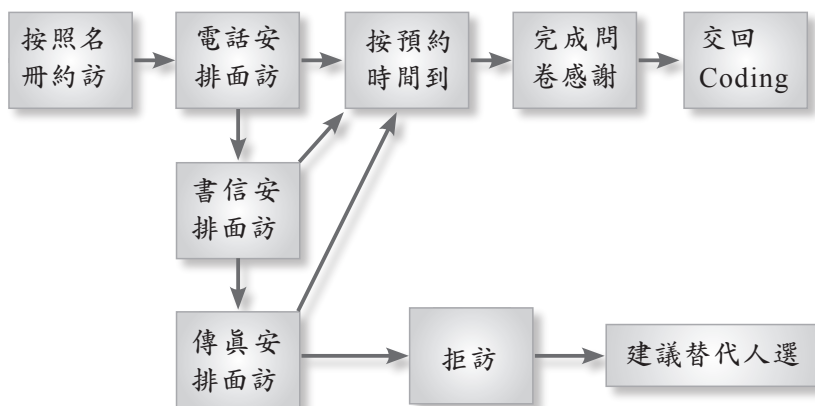 按照名
冊約訪
電話安
排面訪
按預約
時間到
完成問
卷感謝
交回
Coding
書信安
排面訪
傳眞安
排面訪
拒訪
建議替代人選